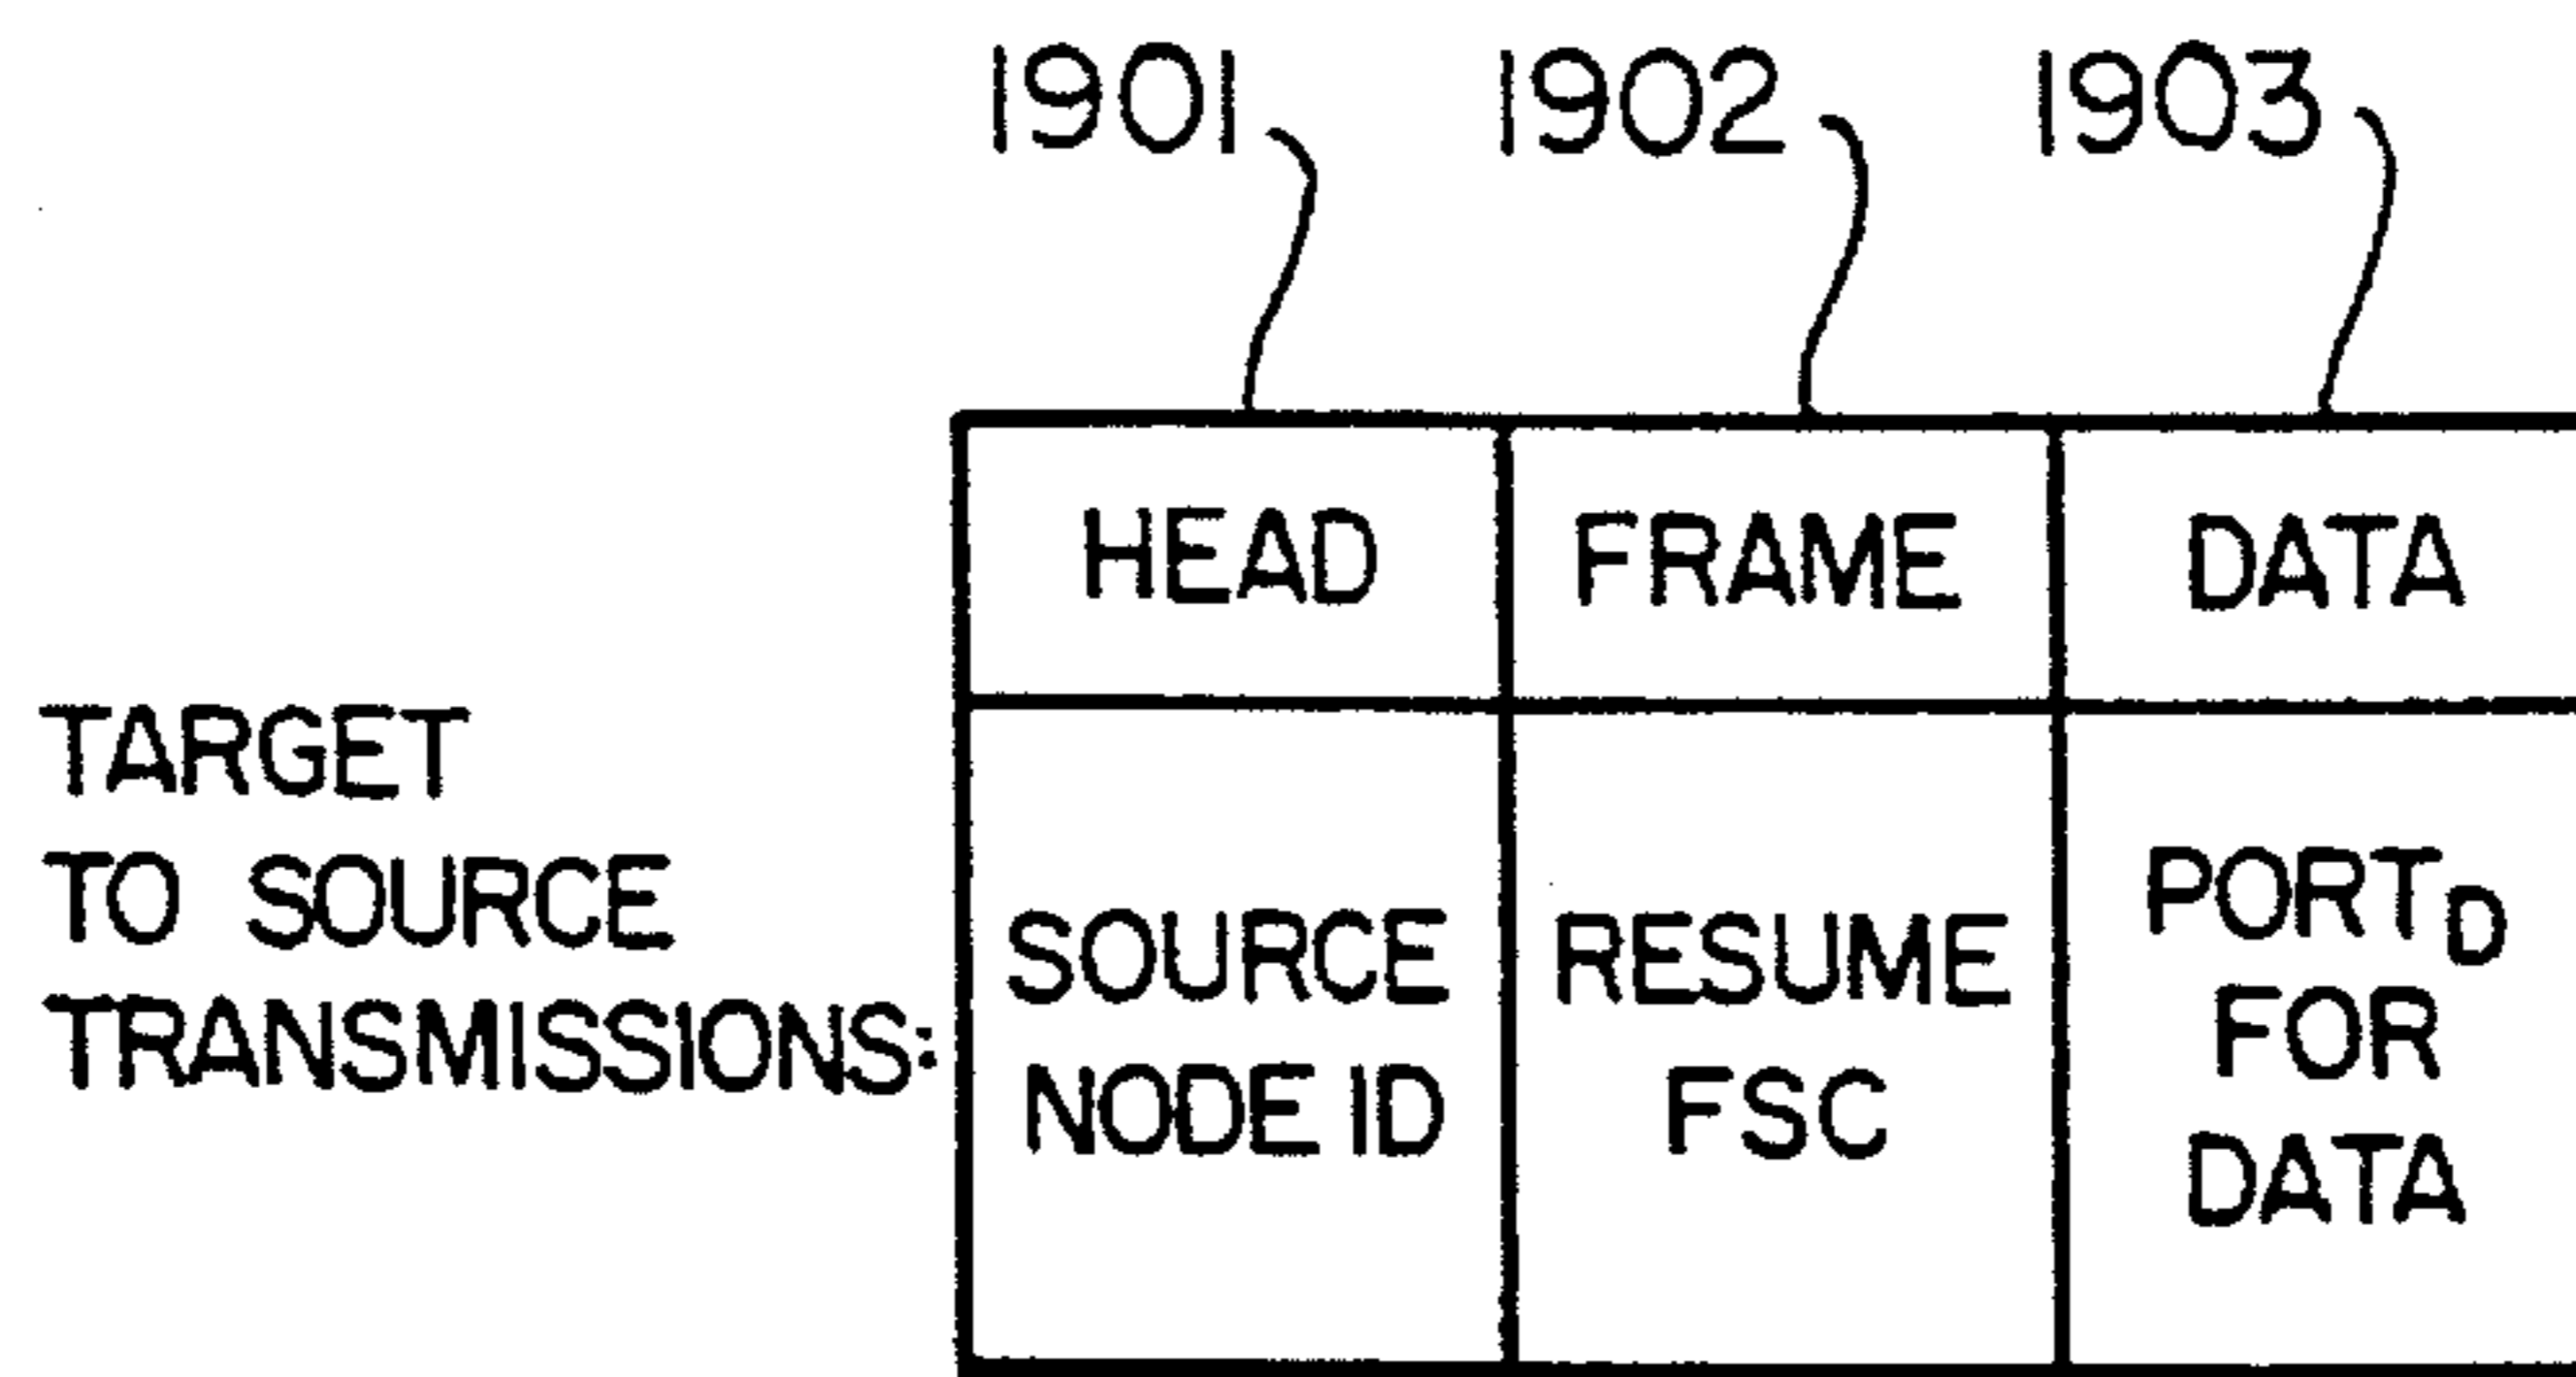 1901 1902 1903
HEAD FRAME DATA
TARGET
TO SOURCE
TRANSMISSIONS:
SOURCE
NODE ID
RESUME
FSC
PORTD
FOR
DATA